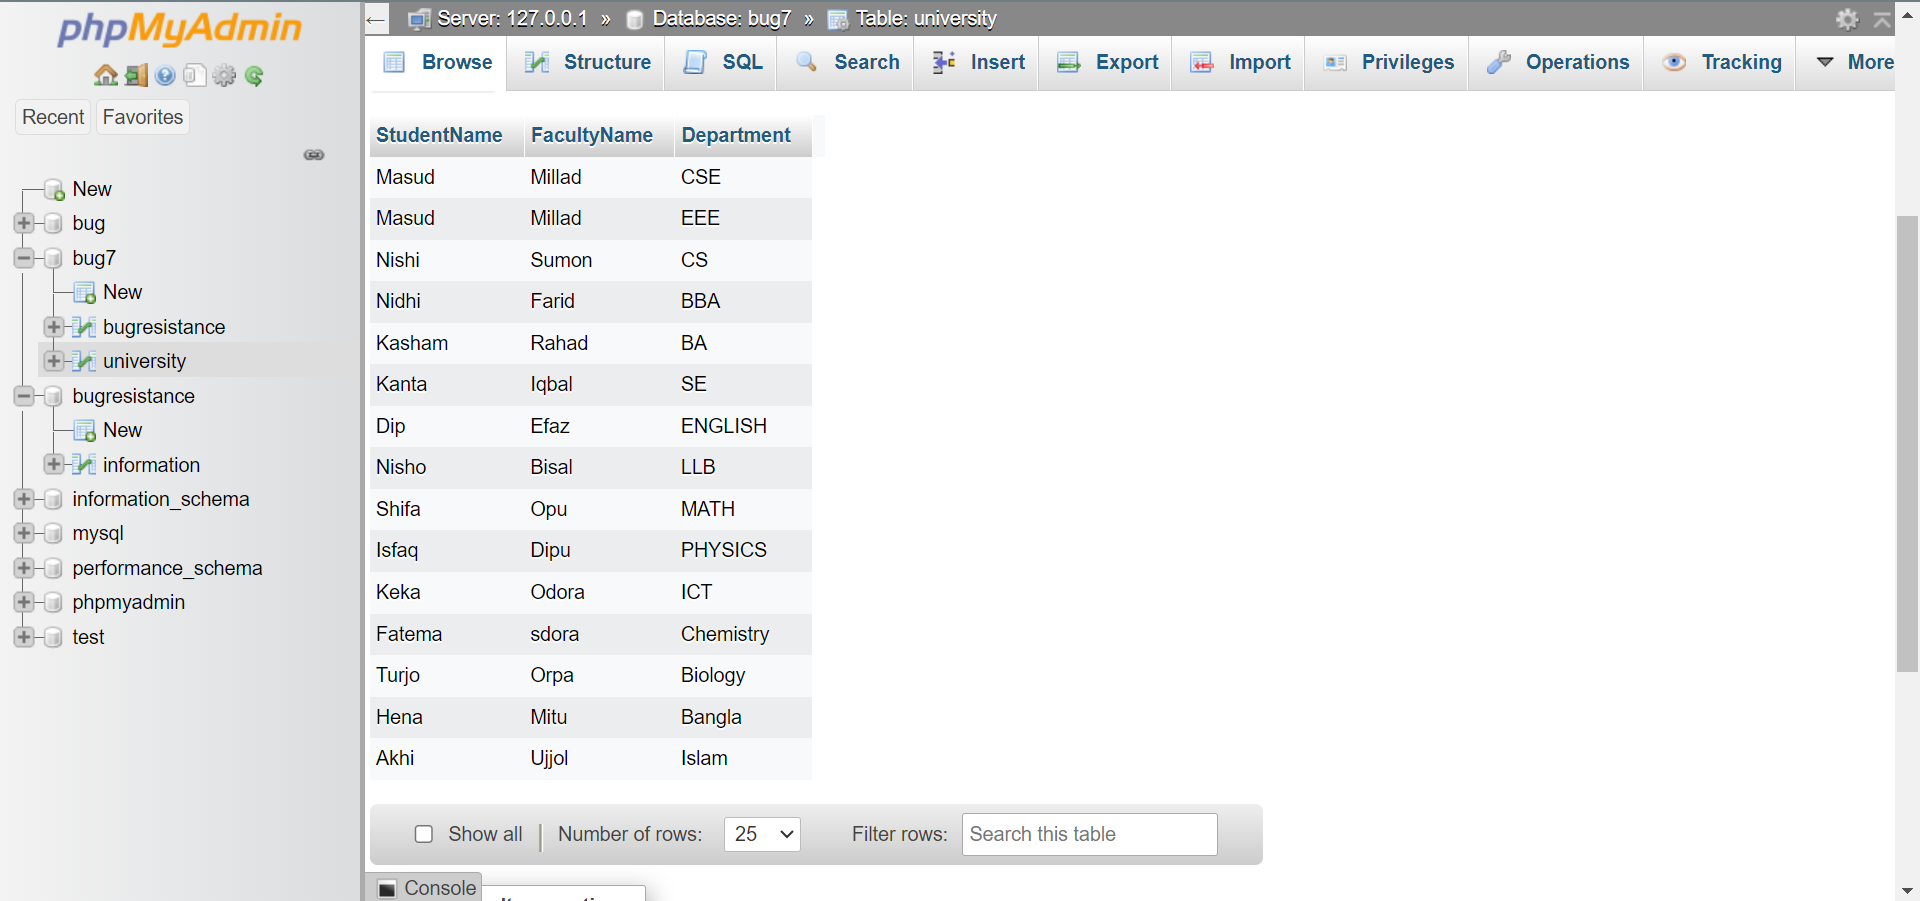 phpMyAdmin
Recent Favorites
New
bug
bug7
New
bugresistance
university
bugresistance
New
information
information_schema
mysql
performance_schema
phpmyadmin
test
← Server: 127.0.0.1 » Database: bug7 » Table: university
Browse Structure SQL Search Insert Export Import Privileges Operations Tracking More
StudentName FacultyName Department
Masud Millad CSE
Masud Millad EEE
Nishi Sumon CS
Nidhi Farid BBA
Kasham Rahad BA
Kanta Iqbal SE
Dip Efaz ENGLISH
Nisho Bisal LLB
Shifa Opu MATH
Isfaq Dipu PHYSICS
Keka Odora ICT
Fatema sdora Chemistry
Turjo Orpa Biology
Hena Mitu Bangla
Akhi Ujjol Islam
Show all Number of rows: 25 Filter rows: Search this table
Console